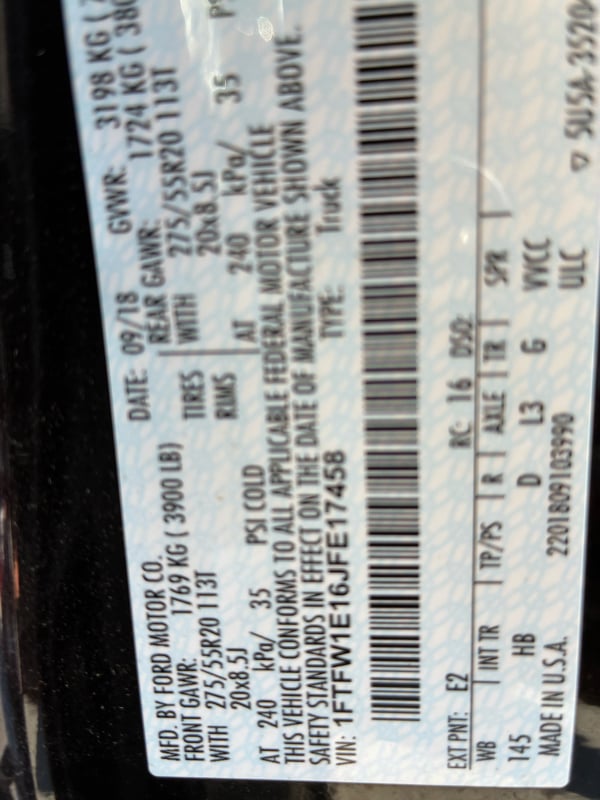 MFD. BY FORD MOTOR CO. DATE: 09/18 GVWR: 3198 KG (
FRONT GAWR: 1769 KG ( 3900 LB) REAR GAWR: 1724 KG ( 380
WITH 275/55R20 113T TIRES WITH 275/55R20 113T
20x8.5J RIMS 20x8.5J
AT 240 kPa/ 35 PSI COLD AT 240 kPa/ 35 PS
THIS VEHICLE CONFORMS TO ALL APPLICABLE FEDERAL MOTOR VEHICLE
SAFETY STANDARDS IN EFFECT ON THE DATE OF MANUFACTURE SHOWN ABOVE.
VIN: 1FTFW1E16JFE17458 TYPE: Truck
EXT PNT: E2 RC: 16 DSO:
WB | INT TR | TP/PS | R | AXLE | TR | SPR |
145 HB D L3 G VVCC
MADE IN U.S.A. 2201809103990 ULC
▽ 5U5A-35204